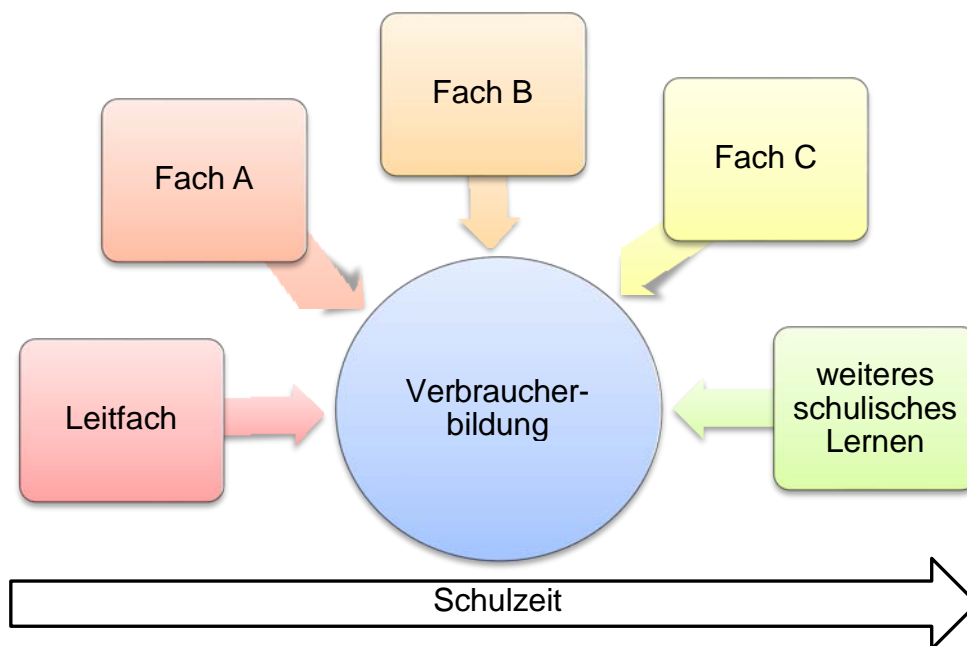 Fach B
Fach A
Fach C
Leitfach
Verbraucher-
bildung
weiteres
schulisches
Lernen
Schulzeit